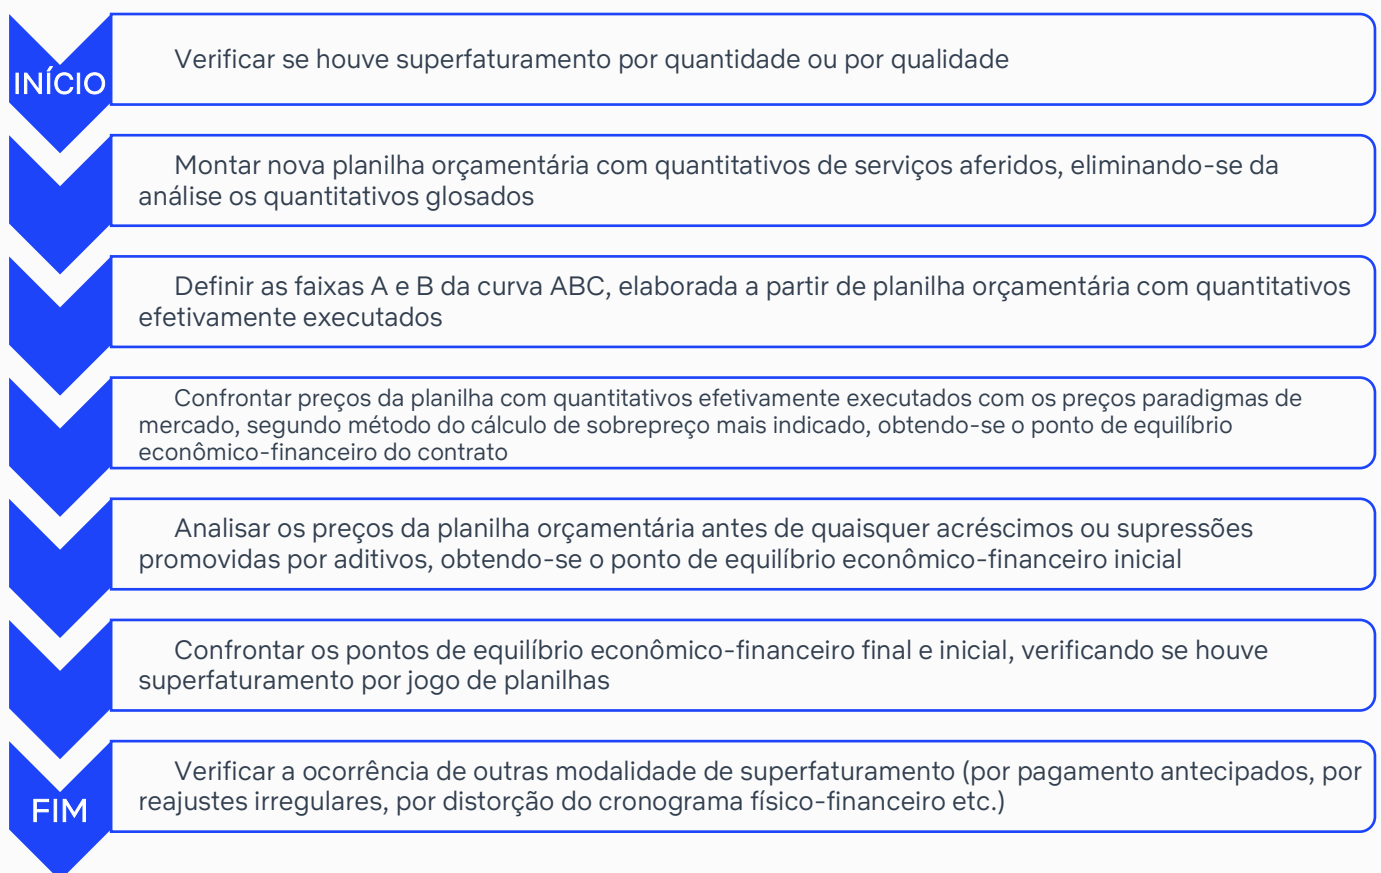 INÍCIO
Verificar se houve superfaturamento por quantidade ou por qualidade
Montar nova planilha orçamentária com quantitativos de serviços aferidos, eliminando-se da
análise os quantitativos glosados
Definir as faixas A e B da curva ABC, elaborada a partir de planilha orçamentária com quantitativos
efetivamente executados
Confrontar preços da planilha com quantitativos efetivamente executados com os preços paradigmas de
mercado, segundo método do cálculo de sobrepreço mais indicado, obtendo-se o ponto de equilíbrio
econômico-financeiro do contrato
Analisar os preços da planilha orçamentária antes de quaisquer acréscimos ou supressões
promovidas por aditivos, obtendo-se o ponto de equilíbrio econômico-financeiro inicial
Confrontar os pontos de equilíbrio econômico-financeiro final e inicial, verificando se houve
superfaturamento por jogo de planilhas
FIM
Verificar a ocorrência de outras modalidade de superfaturamento (por pagamento antecipados, por
reajustes irregulares, por distorção do cronograma físico-financeiro etc.)